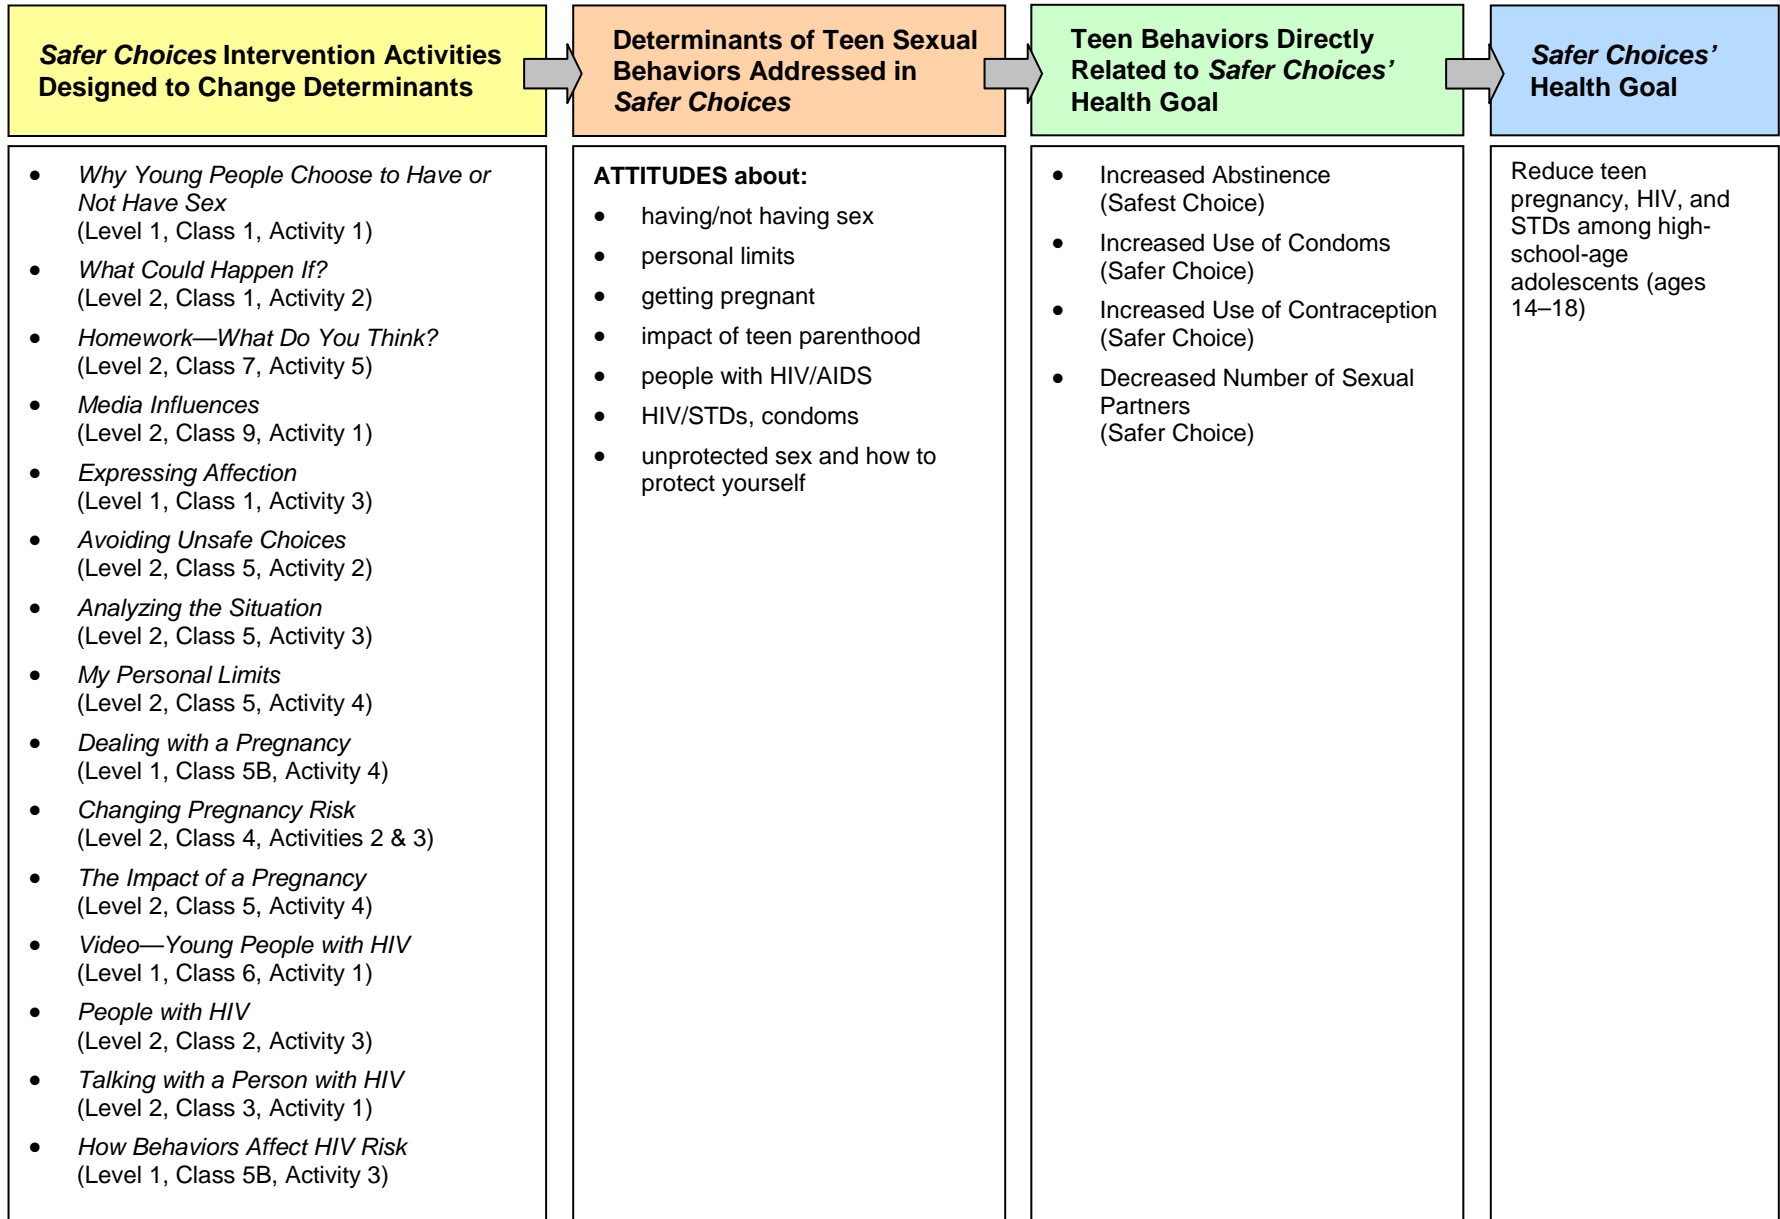 Safer Choices Intervention Activities
Designed to Change Determinants
Determinants of Teen Sexual
Behaviors Addressed in
Safer Choices
Teen Behaviors Directly
Related to Safer Choices’
Health Goal
Safer Choices’
Health Goal
• Why Young People Choose to Have or
Not Have Sex
(Level 1, Class 1, Activity 1)
• What Could Happen If?
(Level 2, Class 1, Activity 2)
• Homework—What Do You Think?
(Level 2, Class 7, Activity 5)
• Media Influences
(Level 2, Class 9, Activity 1)
• Expressing Affection
(Level 1, Class 1, Activity 3)
• Avoiding Unsafe Choices
(Level 2, Class 5, Activity 2)
• Analyzing the Situation
(Level 2, Class 5, Activity 3)
• My Personal Limits
(Level 2, Class 5, Activity 4)
• Dealing with a Pregnancy
(Level 1, Class 5B, Activity 4)
• Changing Pregnancy Risk
(Level 2, Class 4, Activities 2 & 3)
• The Impact of a Pregnancy
(Level 2, Class 5, Activity 4)
• Video—Young People with HIV
(Level 1, Class 6, Activity 1)
• People with HIV
(Level 2, Class 2, Activity 3)
• Talking with a Person with HIV
(Level 2, Class 3, Activity 1)
• How Behaviors Affect HIV Risk
(Level 1, Class 5B, Activity 3)
ATTITUDES about:
• having/not having sex
• personal limits
• getting pregnant
• impact of teen parenthood
• people with HIV/AIDS
• HIV/STDs, condoms
• unprotected sex and how to
protect yourself
• Increased Abstinence
(Safest Choice)
• Increased Use of Condoms
(Safer Choice)
• Increased Use of Contraception
(Safer Choice)
• Decreased Number of Sexual
Partners
(Safer Choice)
Reduce teen
pregnancy, HIV, and
STDs among high-
school-age
adolescents (ages
14–18)